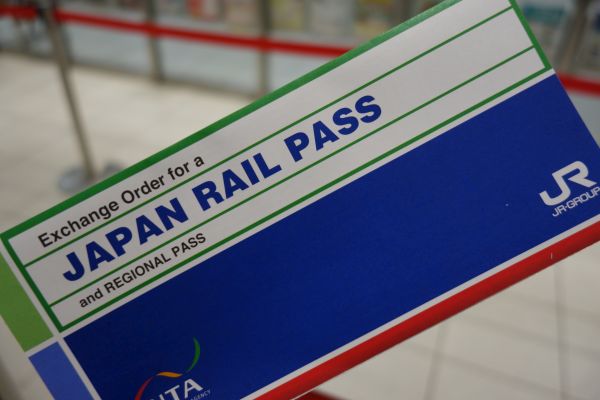 Exchange Order for a
JAPAN RAIL PASS
and REGIONAL PASS
JR
JR-GROUP